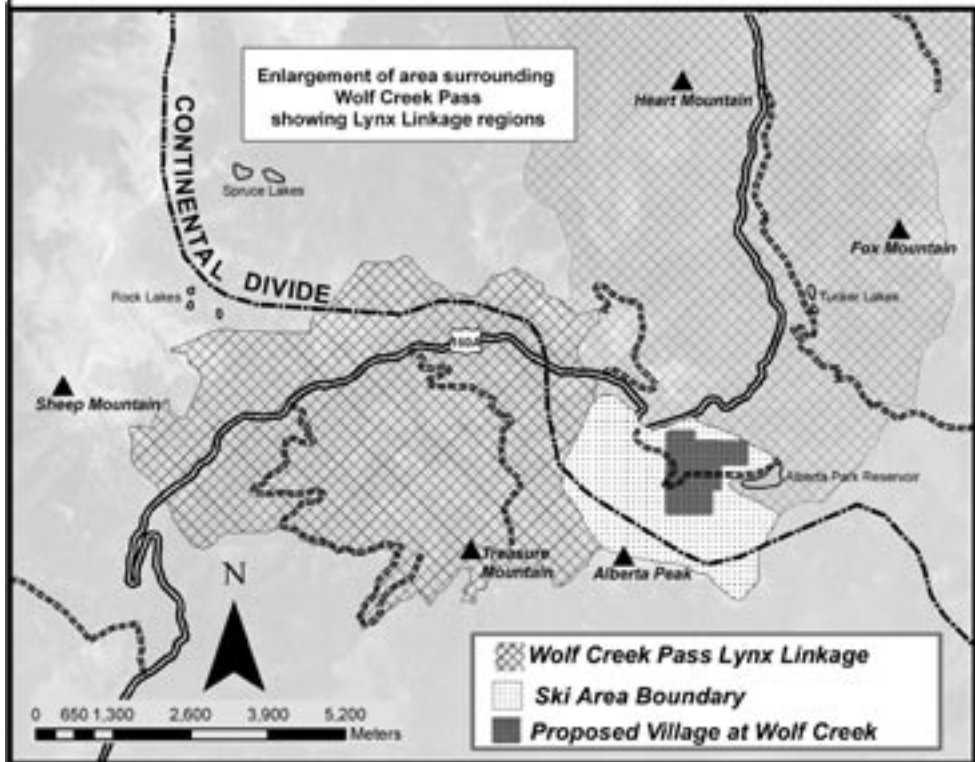 Enlargement of area surrounding
Wolf Creek Pass
showing Lynx Linkage regions
Heart Mountain
CONTINENTAL DIVIDE
Spruce Lakes
Fox Mountain
Rock Lakes
Tucker Lakes
Sheep Mountain
Alberta Park Reservoir
Treasure
Mountain
Alberta Peak
N
Wolf Creek Pass Lynx Linkage
Ski Area Boundary
Proposed Village at Wolf Creek
0 650 1,300 2,600 3,900 5,200
Meters